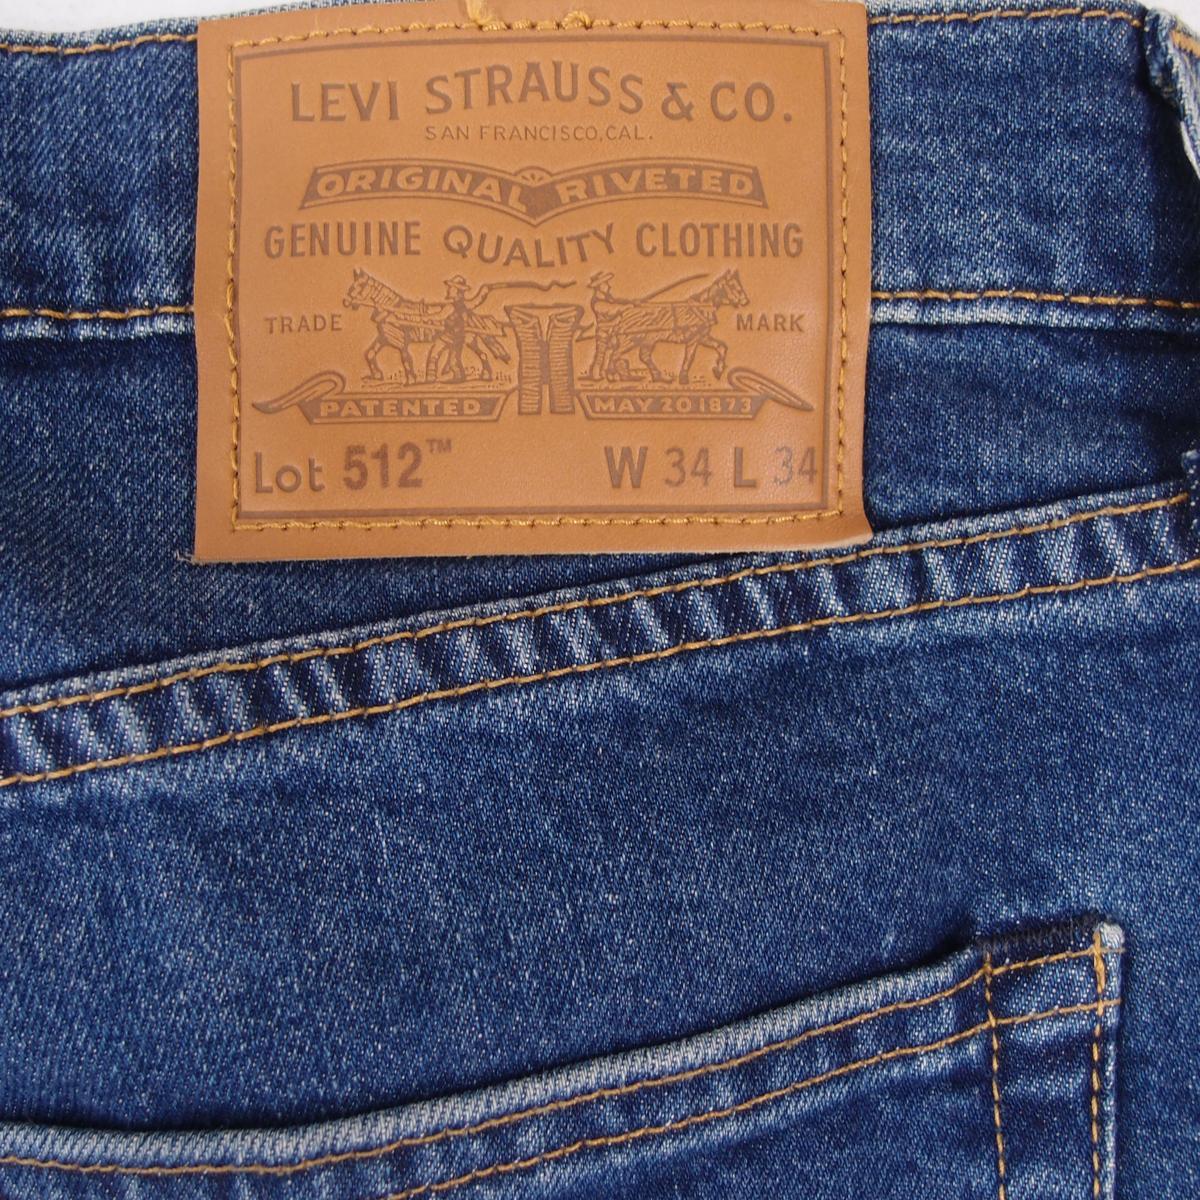 LEVI STRAUSS & CO.
SAN FRANCISCO, CAL.
ORIGINAL RIVETED
GENUINE QUALITY CLOTHING
TRADE MARK
PATENTED MAY 20 1873
Lot 512™ W 34 L 34